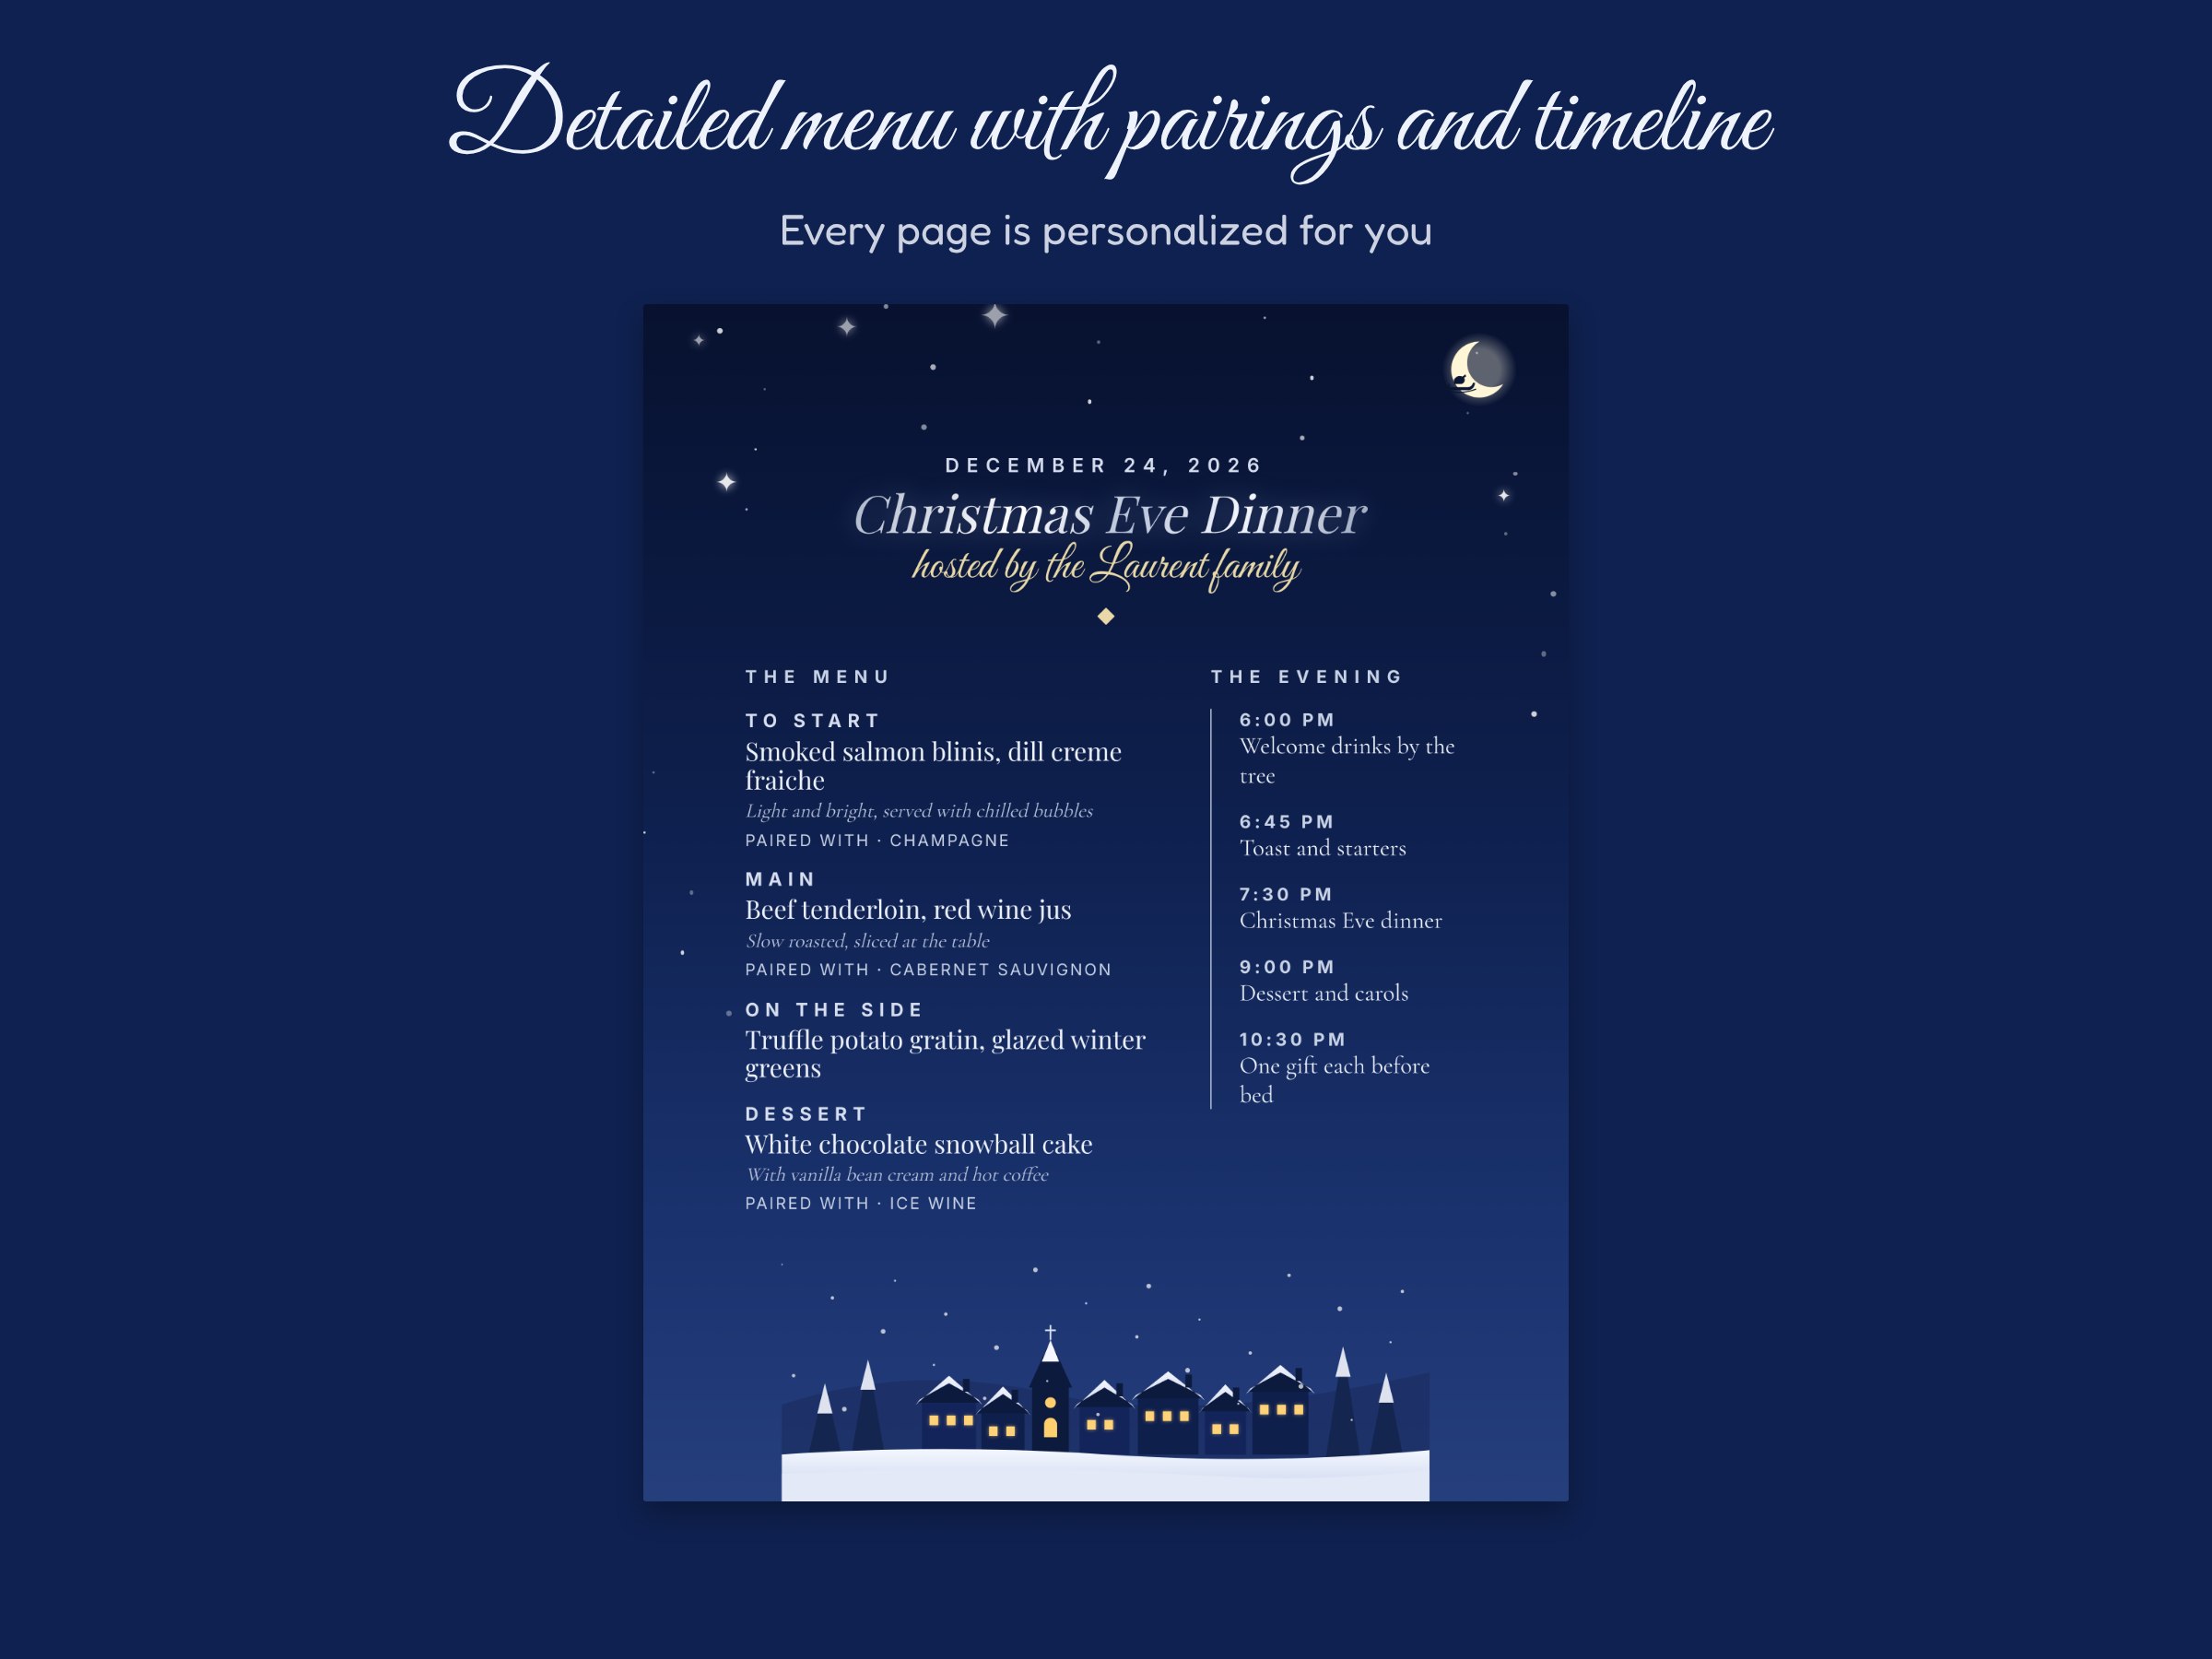 Detailed menu with pairings and timeline
Every page is personalized for you
DECEMBER 24, 2026
Christmas Eve Dinner
hosted by the Laurent family
THE MENU
TO START
Smoked salmon blinis, dill creme
fraiche
Light and bright, served with chilled bubbles
PAIRED WITH · CHAMPAGNE
MAIN
Beef tenderloin, red wine jus
Slow roasted, sliced at the table
PAIRED WITH · CABERNET SAUVIGNON
ON THE SIDE
Truffle potato gratin, glazed winter
greens
DESSERT
White chocolate snowball cake
With vanilla bean cream and hot coffee
PAIRED WITH · ICE WINE
THE EVENING
6:00 PM
Welcome drinks by the
tree
6:45 PM
Toast and starters
7:30 PM
Christmas Eve dinner
9:00 PM
Dessert and carols
10:30 PM
One gift each before
bed